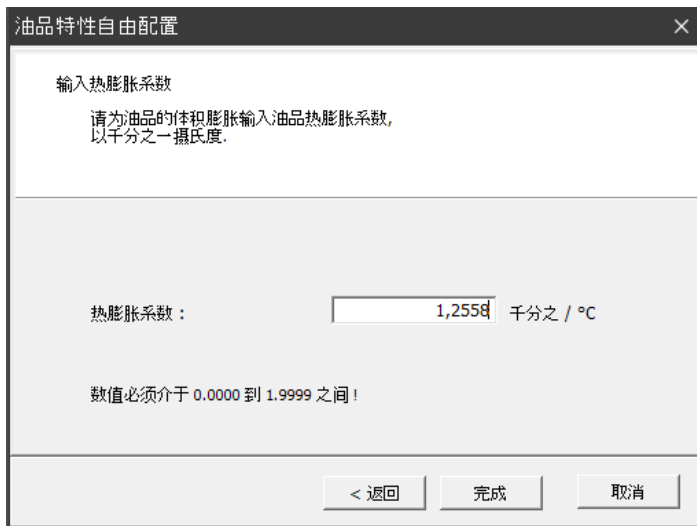 油品特性自由配置
输入热膨胀系数
请为油品的体积膨胀输入油品热膨胀系数,
以千分之一摄氏度.
热膨胀系数 : 1,2558 千分之 / °C
数值必须介于 0.0000 到 1.9999 之间 !
< 返回 完成 取消